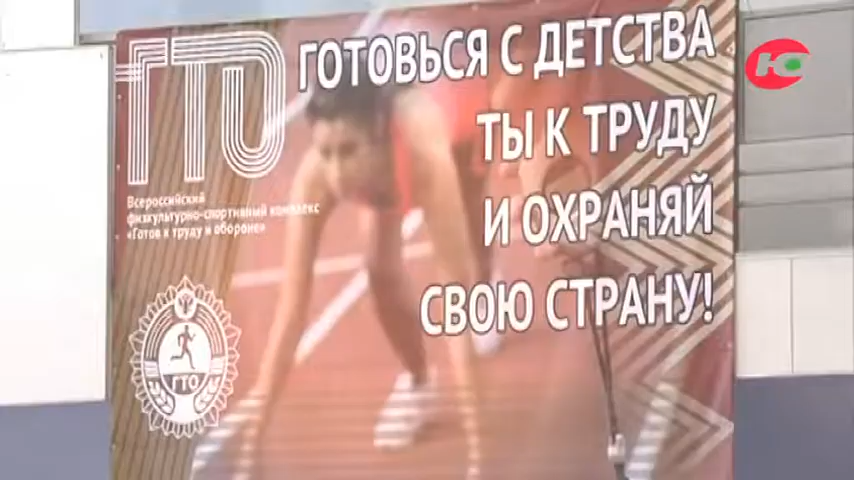 ГТО
ГОТОВЬСЯ С ДЕТСТВА
ТЫ К ТРУДУ
И ОХРАНЯЙ
СВОЮ СТРАНУ!
Всероссийский
физкультурно-спортивный комплекс
«Готов к труду и обороне»
ГТО
Ю